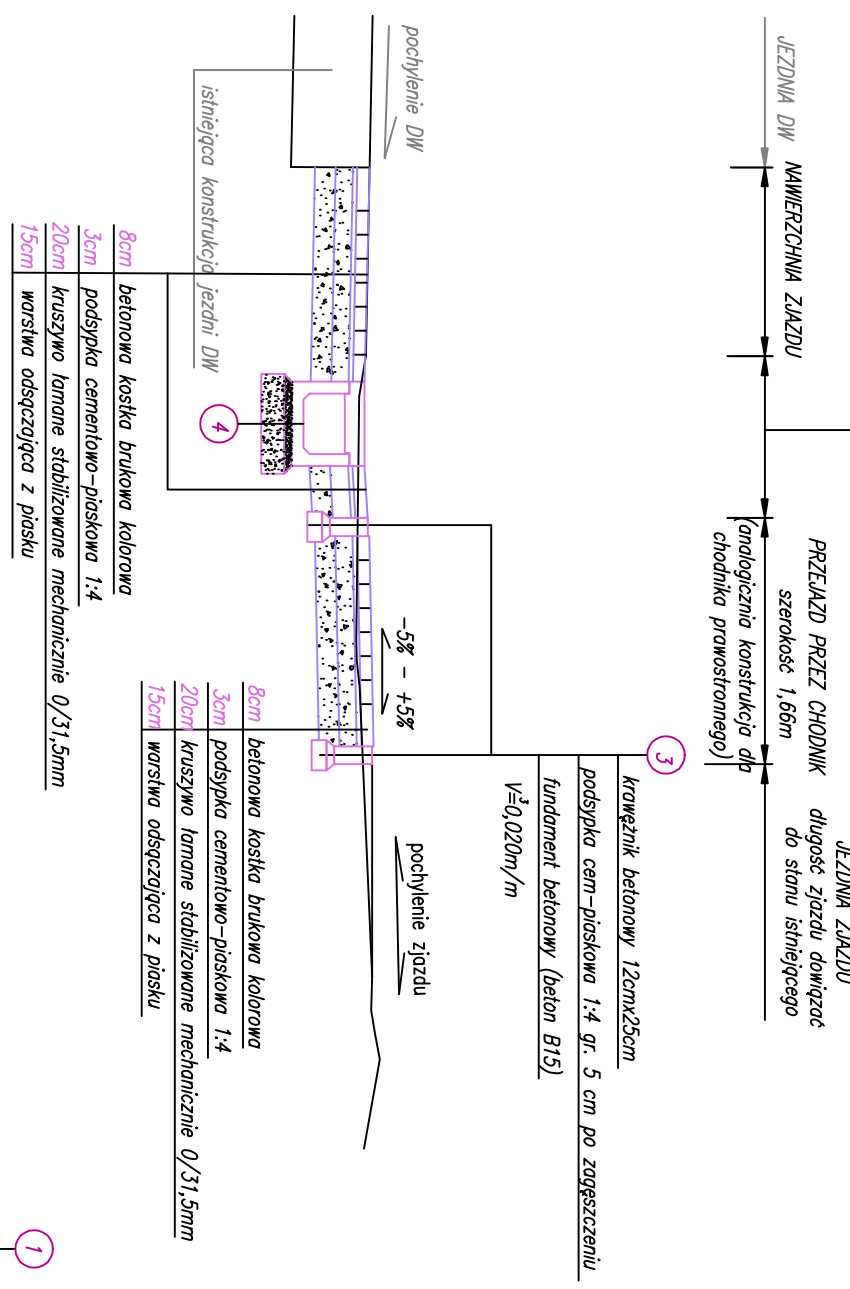 JEZDNIA DW
NAWIERZCHNIA ZJAZDU
PRZEJAZD PRZEZ CHODNIK
szerokość 1,66m
(analogicznia konstrukcja dla
chodnika prawostronnego)
JEZDNIA ZJAZDU
długość zjazdu dowiązać
do stanu istniejącego
3
krawężnik betonowy 12cmx25cm
podsypka cem-piaskowa 1:4 gr. 5 cm po zagęszczeniu
fundament betonowy (beton B15)
V=0,020m³/m
pochylenie DW
-5% - +5%
pochylenie zjazdu
istniejąca konstrukcja jezdni DW
4
8cm betonowa kostka brukowa kolorowa
3cm podsypka cementowo-piaskowa 1:4
20cm kruszywo łamane stabilizowane mechanicznie 0/31,5mm
15cm warstwa odsączająca z piasku
8cm betonowa kostka brukowa kolorowa
3cm podsypka cementowo-piaskowa 1:4
20cm kruszywo łamane stabilizowane mechanicznie 0/31,5mm
15cm warstwa odsączająca z piasku
1